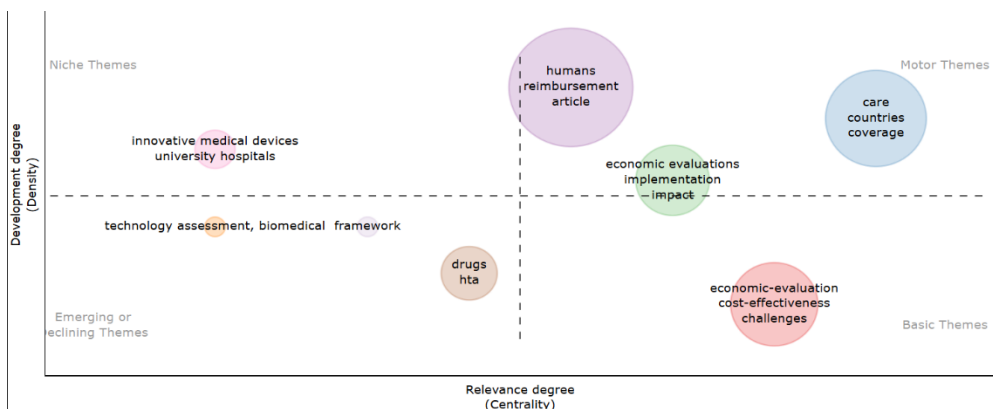 Niche Themes
Motor Themes
humans
reimbursement
article
care
countries
coverage
innovative medical devices
university hospitals
economic evaluations
implementation
impact
technology assessment, biomedical framework
drugs
hta
economic-evaluation
cost-effectiveness
challenges
Emerging or
eclining Themes
Basic Themes
Development degree
(Density)
Relevance degree
(Centrality)